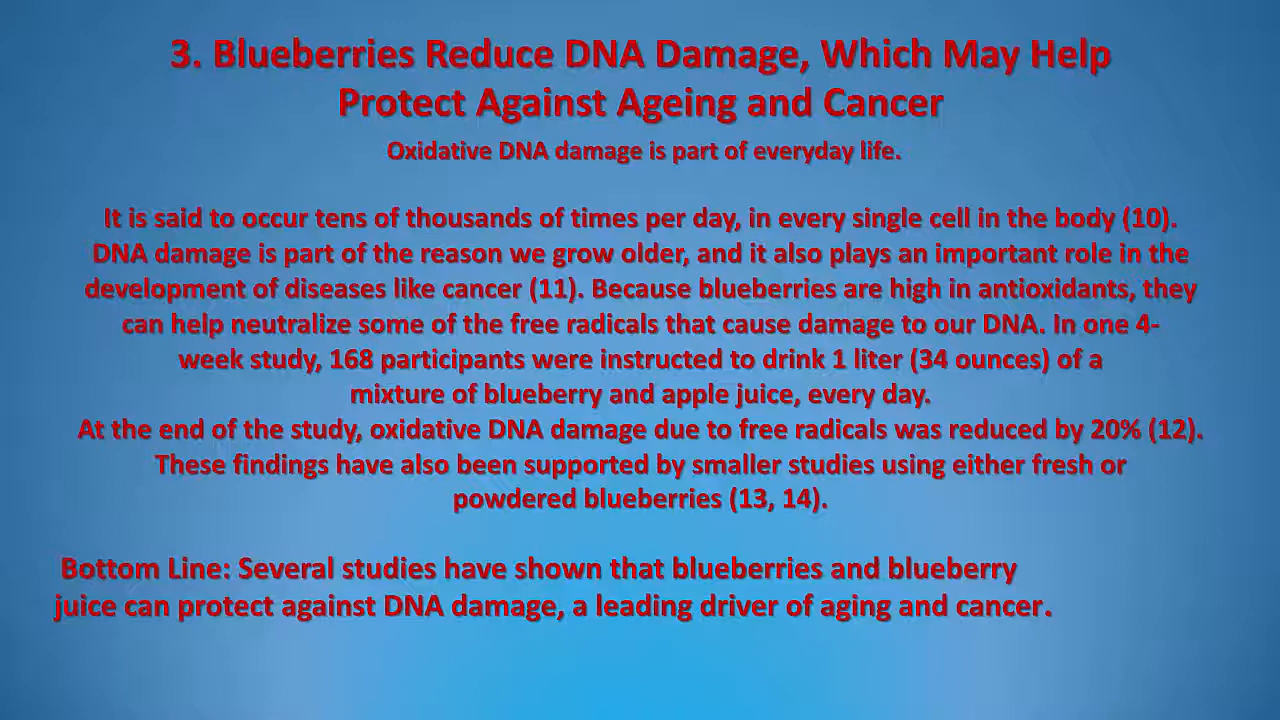 3. Blueberries Reduce DNA Damage, Which May Help
Protect Against Ageing and Cancer
Oxidative DNA damage is part of everyday life.
It is said to occur tens of thousands of times per day, in every single cell in the body (10).
DNA damage is part of the reason we grow older, and it also plays an important role in the
development of diseases like cancer (11). Because blueberries are high in antioxidants, they
can help neutralize some of the free radicals that cause damage to our DNA. In one 4-
week study, 168 participants were instructed to drink 1 liter (34 ounces) of a
mixture of blueberry and apple juice, every day.
At the end of the study, oxidative DNA damage due to free radicals was reduced by 20% (12).
These findings have also been supported by smaller studies using either fresh or
powdered blueberries (13, 14).
Bottom Line: Several studies have shown that blueberries and blueberry
juice can protect against DNA damage, a leading driver of aging and cancer.